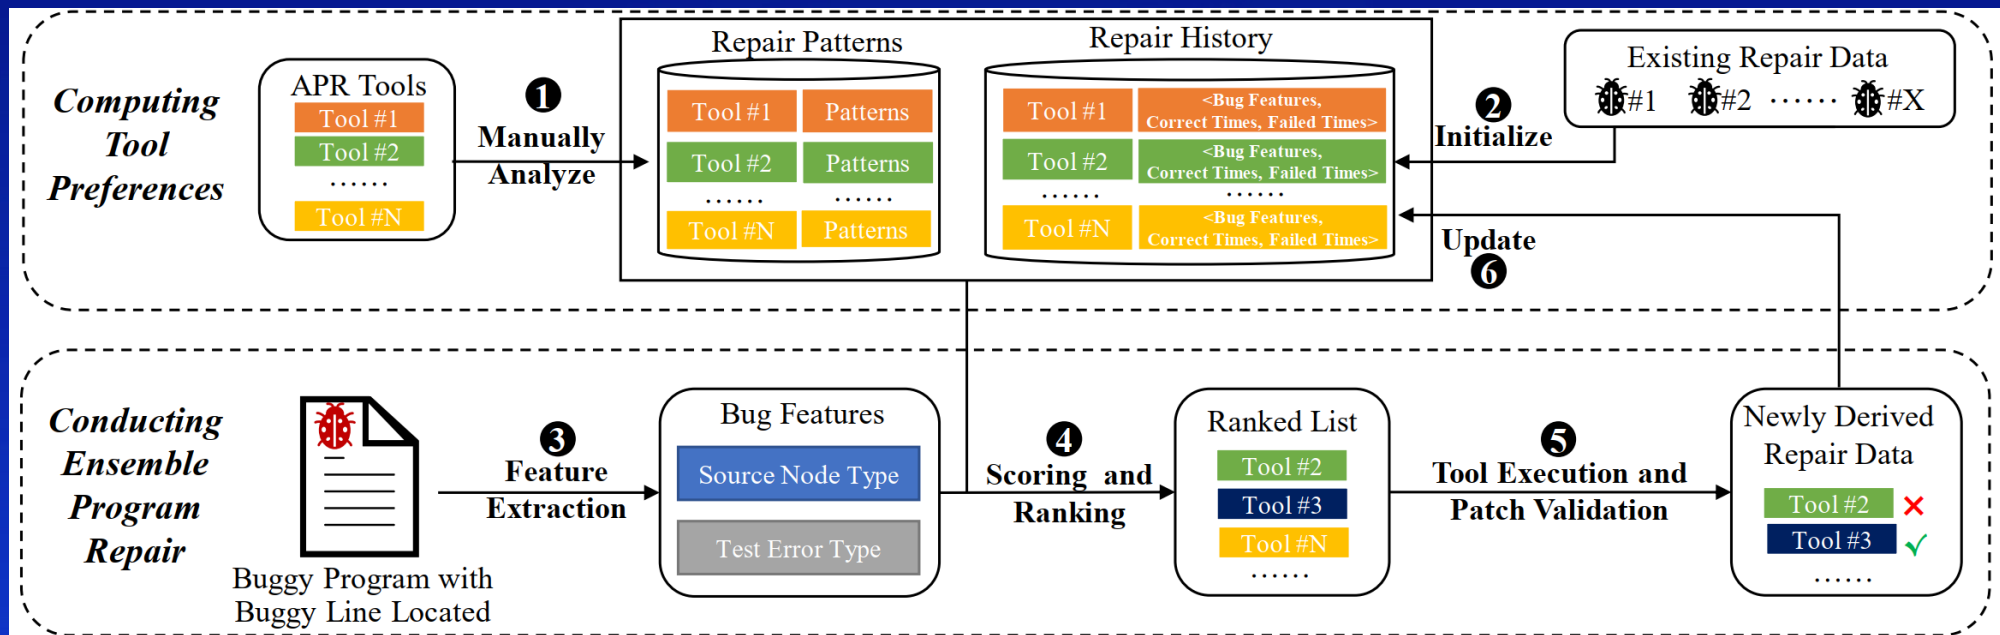 Computing
Tool
Preferences
APR Tools
Tool #1
Tool #2
······
Tool #N
❶
Manually
Analyze
Repair Patterns
Tool #1 Patterns
Tool #2 Patterns
······ ······
Tool #N Patterns
Repair History
Tool #1
<Bug Features,
Correct Times, Failed Times>
Tool #2
<Bug Features,
Correct Times, Failed Times>
······ ······
Tool #N
<Bug Features,
Correct Times, Failed Times>
❷
Initialize
Existing Repair Data
#1 #2 ······ #X
Update
❻
Conducting
Ensemble
Program
Repair
Buggy Program with
Buggy Line Located
❸
Feature
Extraction
Bug Features
Source Node Type
Test Error Type
❹
Scoring and
Ranking
Ranked List
Tool #2
Tool #3
Tool #N
······
❺
Tool Execution and
Patch Validation
Newly Derived
Repair Data
Tool #2 ×
Tool #3 ✓
······